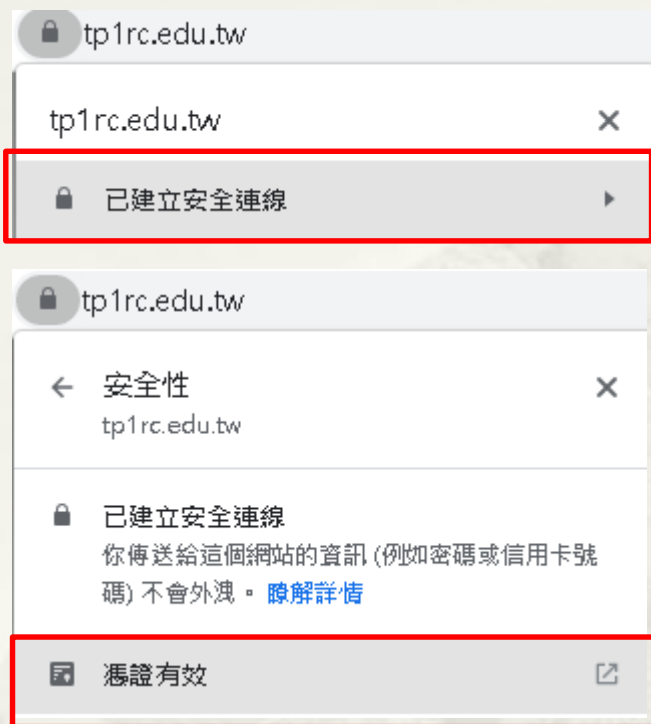 tp1rc.edu.tw
tp1rc.edu.tw
已建立安全連線
tp1rc.edu.tw
安全性
tp1rc.edu.tw
已建立安全連線
你傳送給這個網站的資訊 (例如密碼或信用卡號
碼) 不會外洩。 瞭解詳情
憑證有效